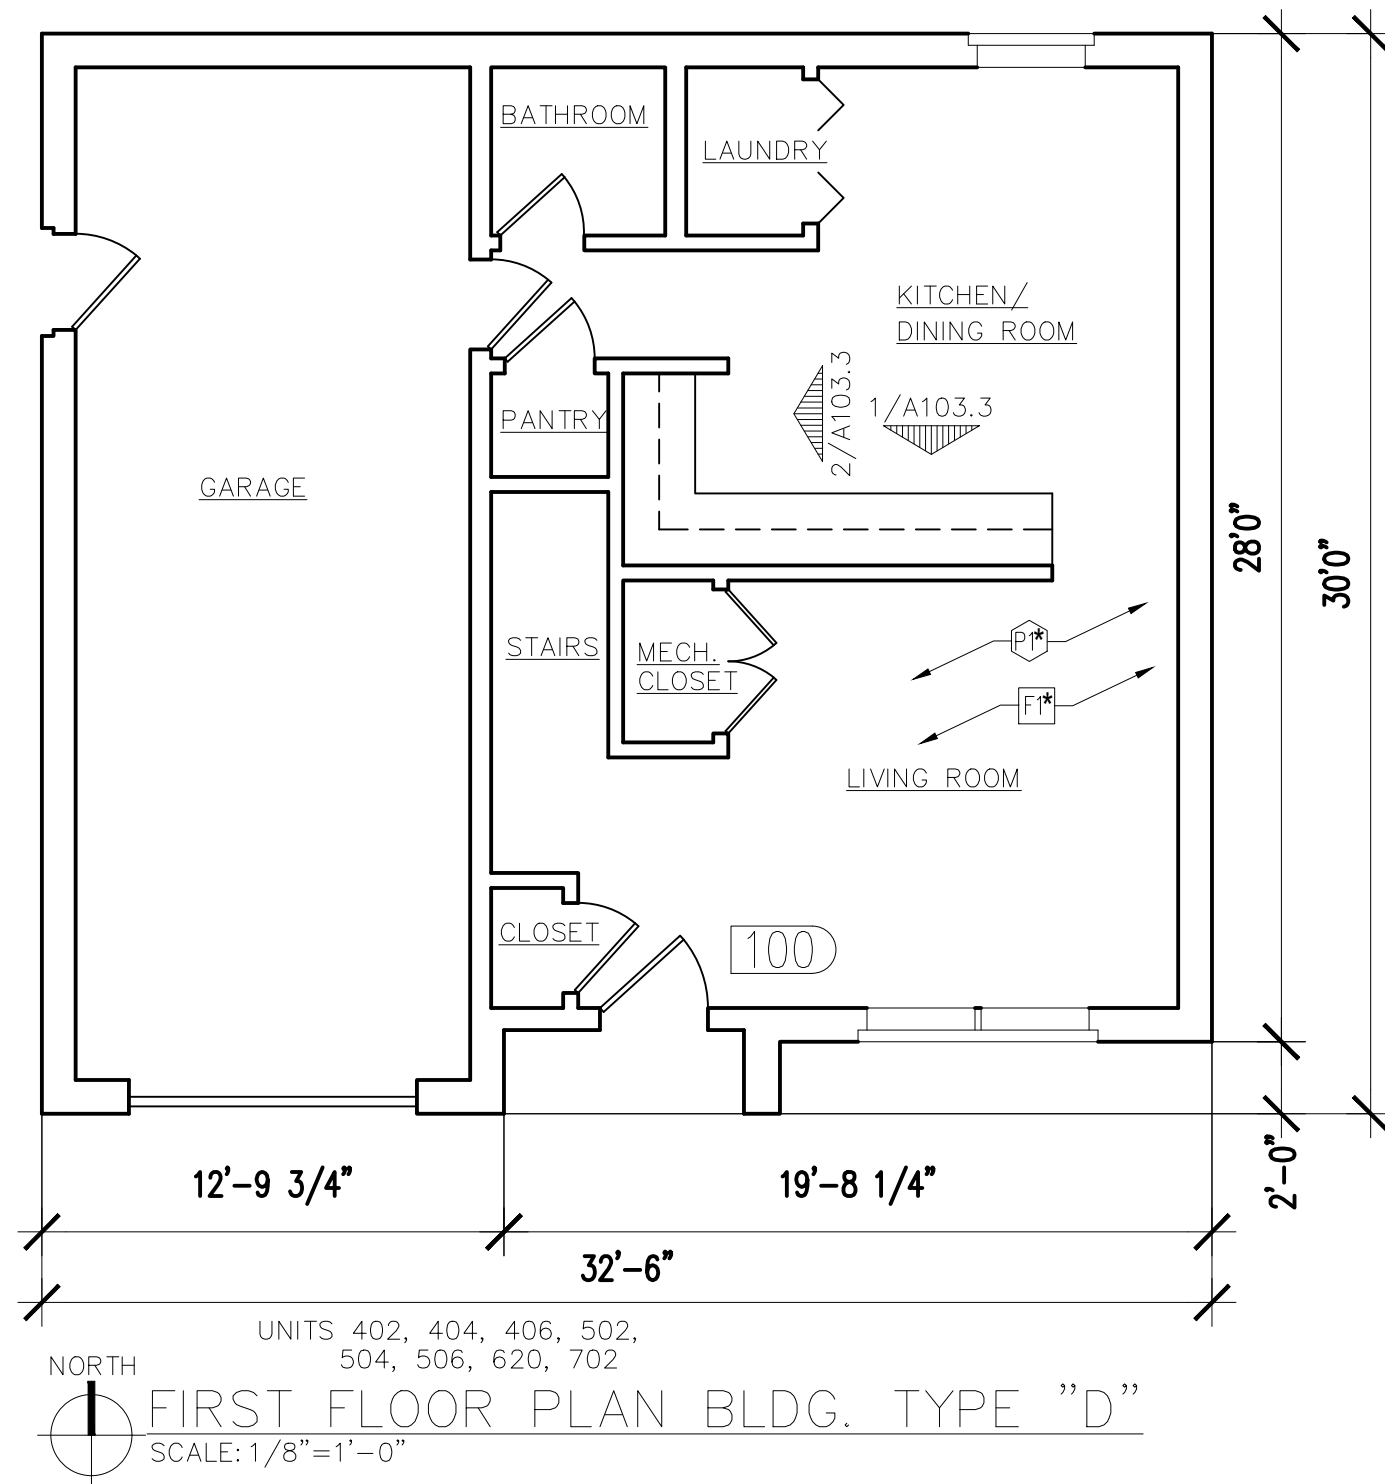 BATHROOM
LAUNDRY
KITCHEN/
DINING ROOM
2/A103.3
1/A103.3
PANTRY
GARAGE
28'0"
30'0"
STAIRS
MECH.
CLOSET
P1*
F1*
LIVING ROOM
CLOSET
100
2'-0"
12'-9 3/4"
19'-8 1/4"
32'-6"
UNITS 402, 404, 406, 502,
504, 506, 620, 702
NORTH
FIRST FLOOR PLAN BLDG. TYPE "D"
SCALE: 1/8"=1'-0"